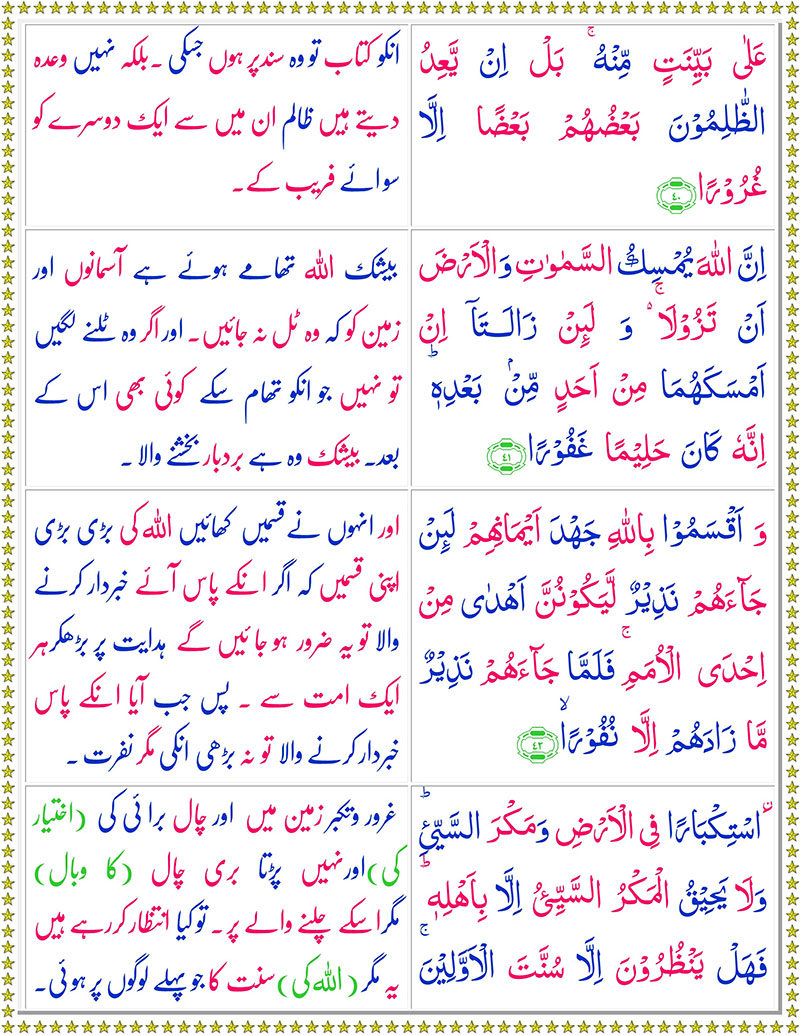 عَلٰى بَيِّنَتٍ مِّنْهُ ۚ بَلْ اِنْ يَّعِدُ
الظّٰلِمُوْنَ بَعْضُهُمْ بَعْضًا اِلَّا
غُرُوْرًا ٤٠
انکو کتاب تو وہ سند پر ہوں جسکی ۔ بلکہ نہیں وعدہ
دیتے ہیں ظالم ان میں سے ایک دوسرے کو
سوائے فریب کے۔
اِنَّ اللّٰهَ يُمْسِكُ السَّمٰوٰتِ وَالْاَرْضَ
اَنْ تَزُوْلَا ۚ۬ وَ لَىِٕنْ زَالَتَاۤ اِنْ
اَمْسَكَهُمَا مِنْ اَحَدٍ مِّنْۢ بَعْدِهٖ ؕ
اِنَّهٗ كَانَ حَلِيْمًا غَفُوْرًا ٤١
بیشک اللہ تھامے ہوئے ہے آسمانوں اور
زمین کو کہ وہ ٹل نہ جائیں۔ اور اگر وہ ٹلنے لگیں
تو نہیں جو انکو تھام سکے کوئی بھی اس کے
بعد۔ بیشک وہ ہے بردبار بخشنے والا ۔
وَ اَقْسَمُوْا بِاللّٰهِ جَهْدَ اَيْمَانِهِمْ لَىِٕنْ
جَآءَهُمْ نَذِيْرٌ لَّيَكُوْنُنَّ اَهْدٰى مِنْ
اِحْدَى الْاُمَمِ ۚ فَلَمَّا جَآءَهُمْ نَذِيْرٌ
مَّا زَادَهُمْ اِلَّا نُفُوْرًا ۙ ٤٢
اور انہوں نے قسمیں کھائیں اللہ کی بڑی بڑی
اپنی قسمیں کہ اگر انکے پاس آئے خبردار کرنے
والا تو یہ ضرور ہو جائیں گے ہدایت پر بڑھکر ہر
ایک امت سے ۔ پس جب آیا انکے پاس
خبردار کرنے والا تو نہ بڑھی انکی مگر نفرت ۔
اۨسْتِكْبَارًا فِى الْاَرْضِ وَمَكْرَ السَّيِّئِ ؕ
وَلَا يَحِيْقُ الْمَكْرُ السَّيِّئُ اِلَّا بِاَهْلِهٖ ؕ
فَهَلْ يَنْظُرُوْنَ اِلَّا سُنَّتَ الْاَوَّلِيْنَ ۚ
غرور و تکبر زمین میں اور چال برائی کی (اختیار
کی) اور نہیں پڑتا بری چال (کا وبال)
مگر اسکے چلنے والے پر ۔ تو کیا انتظار کر رہے ہیں
یہ مگر (اللہ کی) سنت کا جو پہلے لوگوں پر ہوئی۔